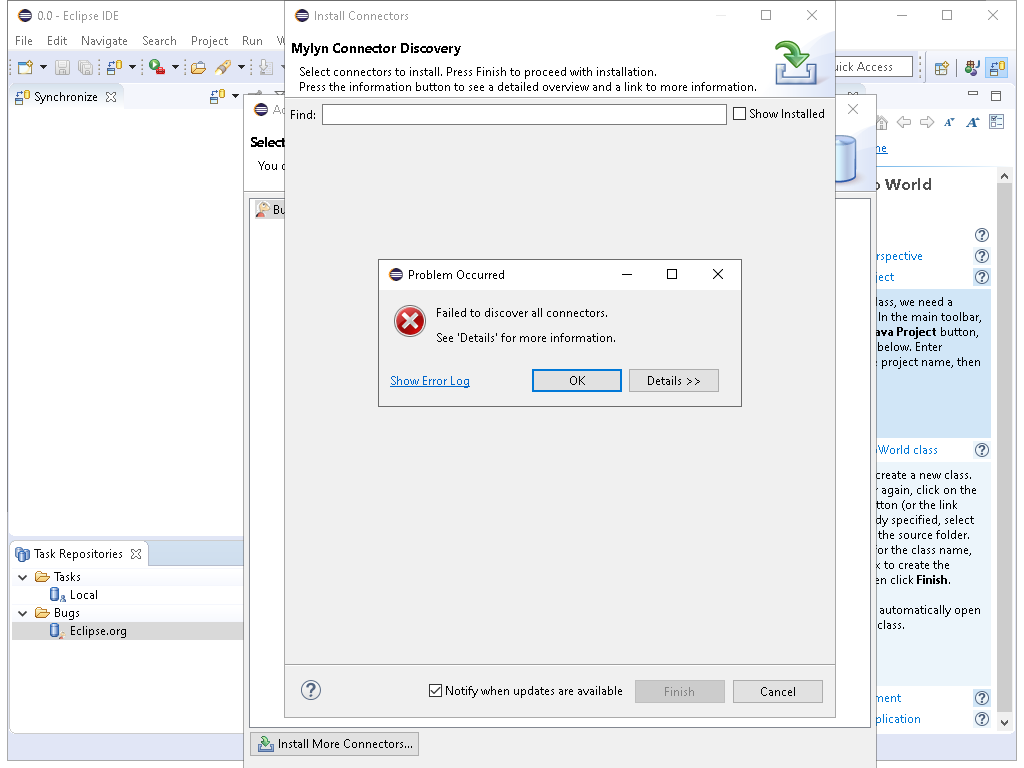 0.0 - Eclipse IDE
File Edit Navigate Search Project Run
Quick Access
Synchronize
Install Connectors
Mylyn Connector Discovery
Select connectors to install. Press Finish to proceed with installation.
Press the information button to see a detailed overview and a link to more information.
Find:
Show Installed
Select
You
Problem Occurred
Failed to discover all connectors.
See 'Details' for more information.
Show Error Log
OK
Details >>
Notify when updates are available
Finish
Cancel
Install More Connectors...
Task Repositories
Tasks
Local
Bugs
Eclipse.org
World
rspective
ject
lass, we need a
In the main toolbar,
ava Project button,
below. Enter
project name, then
World class
create a new class.
again, click on the
tton (or the link
dy specified, select
the source folder.
for the class name,
k to create the
en click Finish.
automatically open
class.
ment
plication